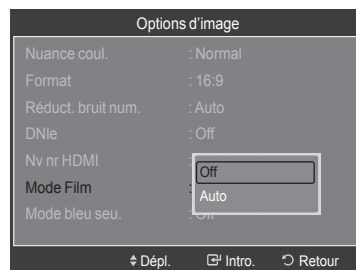 Options d'image
Nuance coul. : Normal
Format : 16:9
Réduct. bruit num. : Auto
DNIe : Off
Nv nr HDMI :
Off
Mode Film :
Auto
Mode bleu seu. : Off
Dépl. Intro. Retour